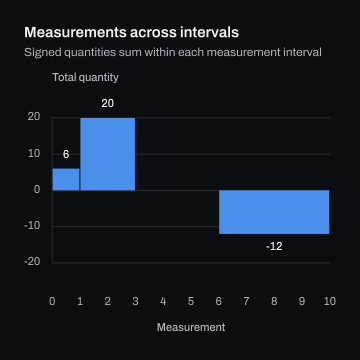 Measurements across intervals
Signed quantities sum within each measurement interval
Total quantity
20
20
10
6
0
-10
-12
-20
0 1 2 3 4 5 6 7 8 9 10
Measurement